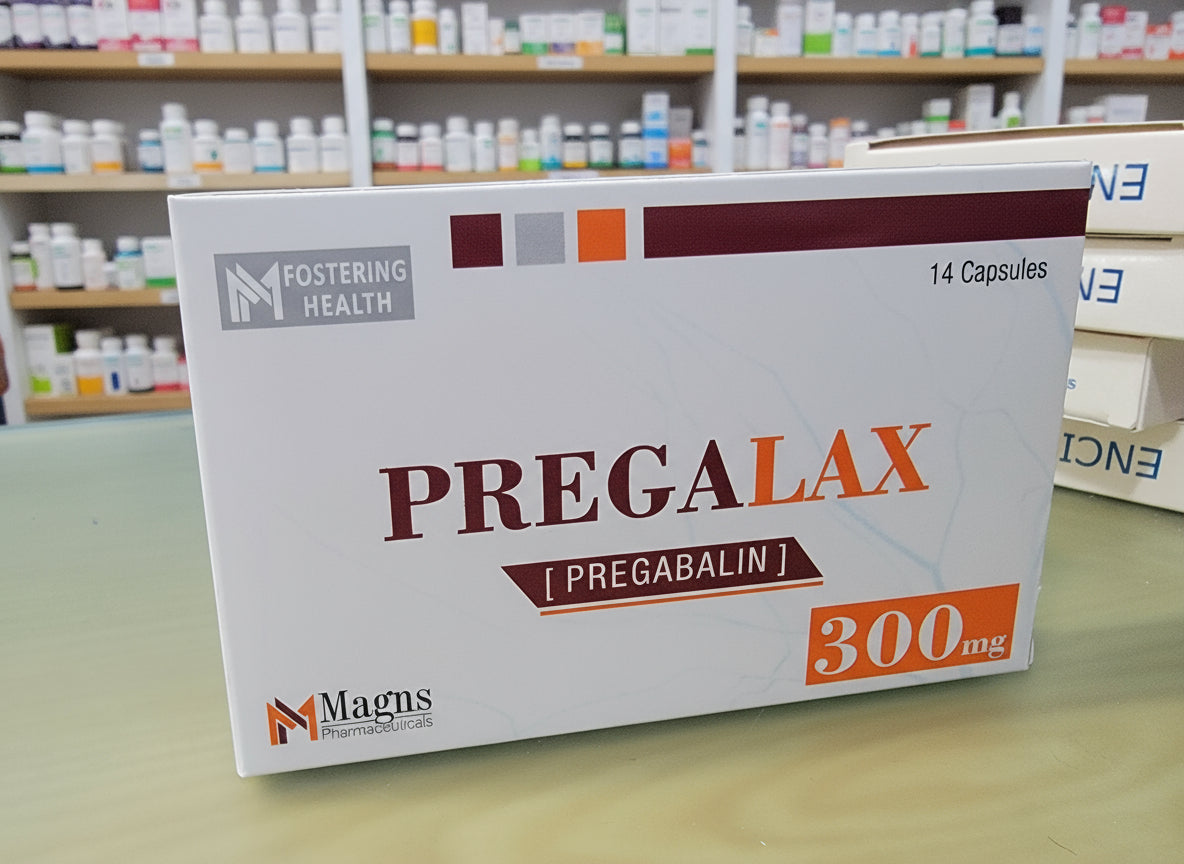 FOSTERING
HEALTH
14 Capsules
PREGALAX
[ PREGABALIN ]
300mg
Magns
Pharmaceuticals